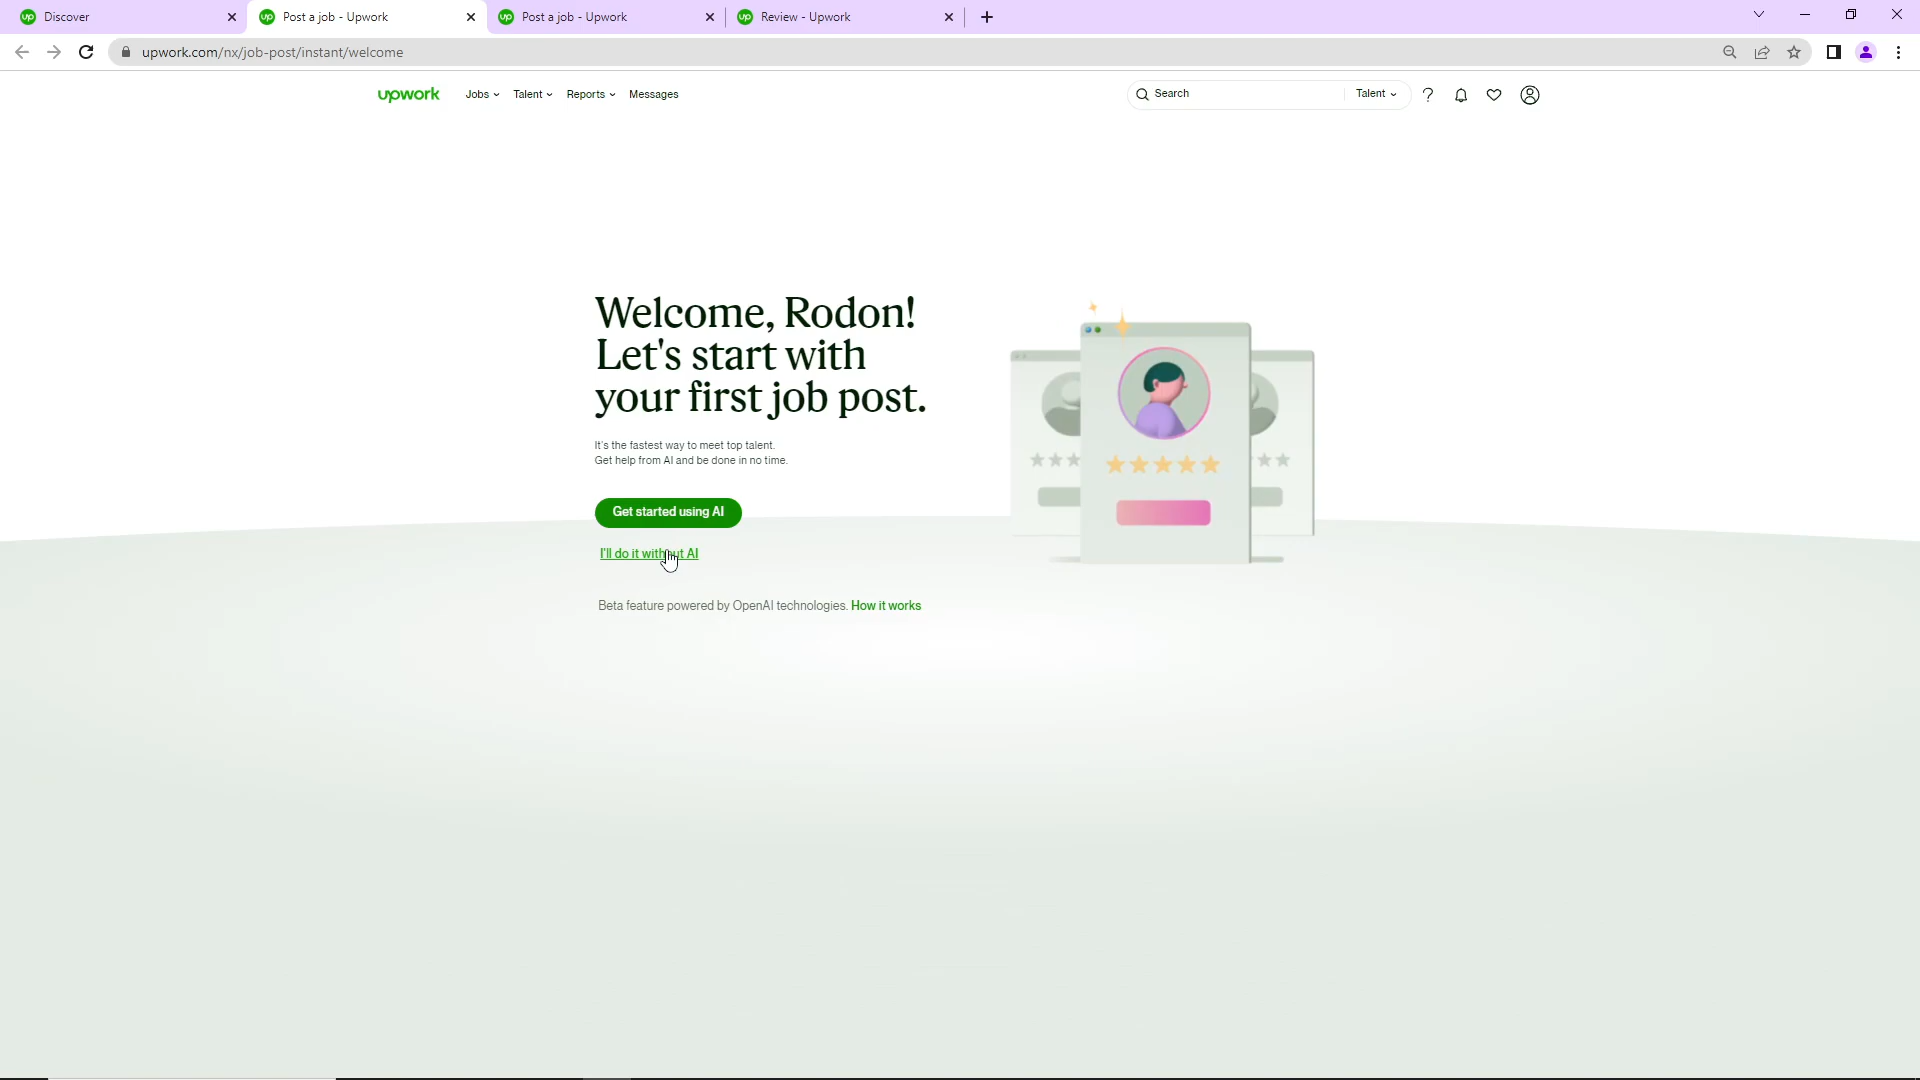 Discover
Post a job - Upwork
Post a job - Upwork
Review - Upwork
upwork.com/nx/job-post/instant/welcome
upwork
Jobs
Talent
Reports
Messages
Search
Talent
Welcome, Rodon!
Let's start with
your first job post.
It's the fastest way to meet top talent.
Get help from AI and be done in no time.
Get started using AI
I'll do it without AI
Beta feature powered by OpenAI technologies. How it works